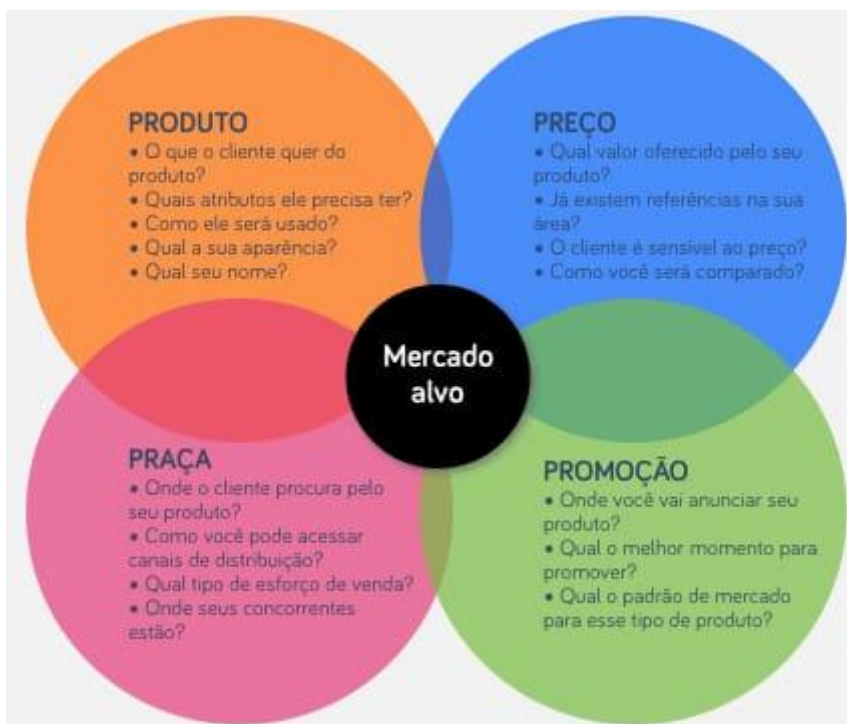 PRODUTO
• O que o cliente quer do
produto?
• Quais atributos ele precisa ter?
• Como ele será usado?
• Qual a sua aparência?
• Qual seu nome?
PREÇO
• Qual valor oferecido pelo seu
produto?
• Já existem referências na sua
área?
• O cliente é sensível ao preço?
• Como você será comparado?
Mercado
alvo
PRAÇA
• Onde o cliente procura pelo
seu produto?
• Como você pode acessar
canais de distribuição?
• Qual tipo de esforço de venda?
• Onde seus concorrentes
estão?
PROMOÇÃO
• Onde você vai anunciar seu
produto?
• Qual o melhor momento para
promover?
• Qual o padrão de mercado
para esse tipo de produto?